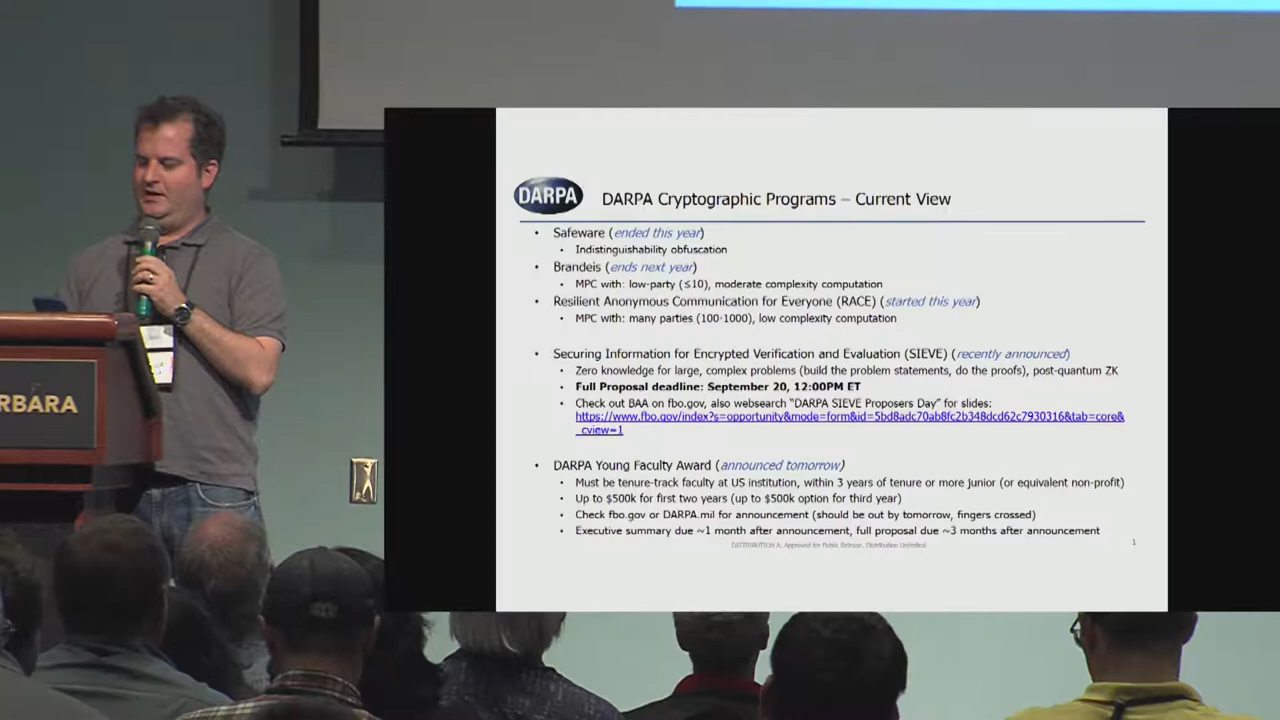 RBARA
DARPA
DARPA Cryptographic Programs – Current View
• Safeware (ended this year)
• Indistinguishability obfuscation
• Brandeis (ends next year)
• MPC with: low-party (≤10), moderate complexity computation
• Resilient Anonymous Communication for Everyone (RACE) (started this year)
• MPC with: many parties (100-1000), low complexity computation
• Securing Information for Encrypted Verification and Evaluation (SIEVE) (recently announced)
• Zero knowledge for large, complex problems (build the problem statements, do the proofs), post-quantum ZK
• Full Proposal deadline: September 20, 12:00PM ET
• Check out BAA on fbo.gov, also websearch “DARPA SIEVE Proposers Day” for slides:
https://www.fbo.gov/index?s=opportunity&mode=form&id=5bd8adc70ab8fc2b348dcd62c7930316&tab=core&
_cview=1
• DARPA Young Faculty Award (announced tomorrow)
• Must be tenure-track faculty at US institution, within 3 years of tenure or more junior (or equivalent non-profit)
• Up to $500k for first two years (up to $500k option for third year)
• Check fbo.gov or DARPA.mil for announcement (should be out by tomorrow, fingers crossed)
• Executive summary due ~1 month after announcement, full proposal due ~3 months after announcement
DISTRIBUTION A. Approved for Public Release. Distribution Unlimited
1